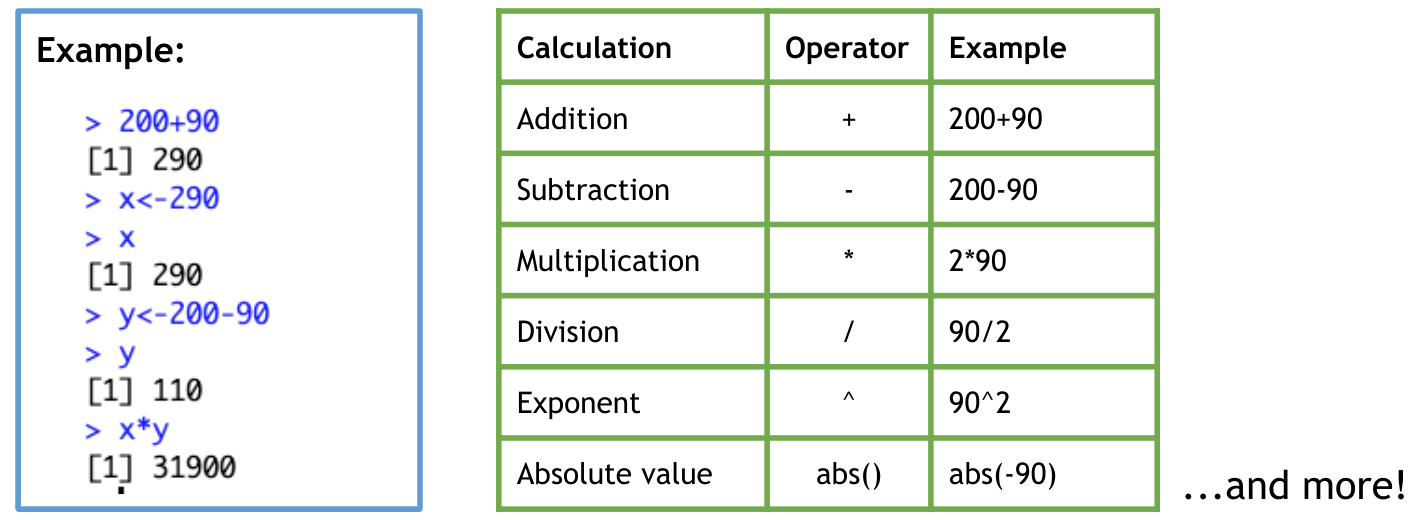 Example:
> 200+90
[1] 290
> x<-290
> x
[1] 290
> y<-200-90
> y
[1] 110
> x*y
[1] 31900
Calculation Operator Example
Addition + 200+90
Subtraction - 200-90
Multiplication * 2*90
Division / 90/2
Exponent ^ 90^2
Absolute value abs() abs(-90)
...and more!